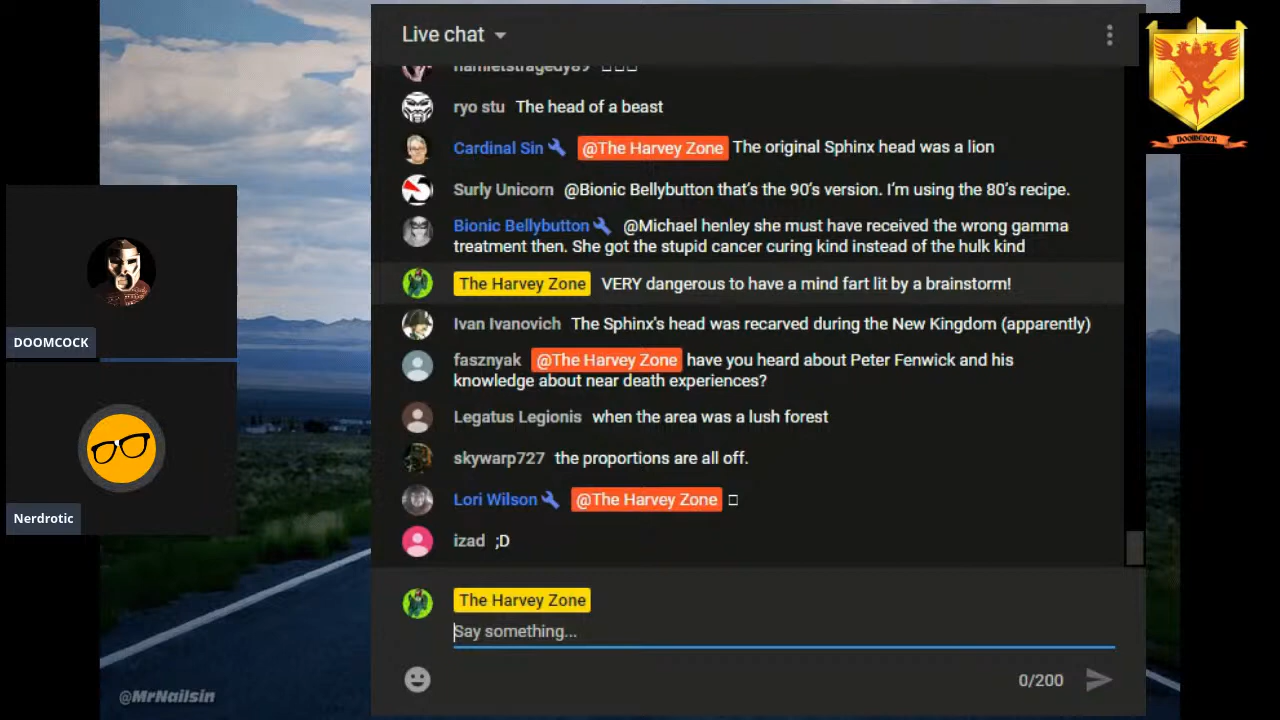 Live chat
ryo stu The head of a beast
Cardinal Sin @The Harvey Zone The original Sphinx head was a lion
Surly Unicorn @Bionic Bellybutton that's the 90's version. I'm using the 80's recipe.
Bionic Bellybutton @Michael henley she must have received the wrong gamma
treatment then. She got the stupid cancer curing kind instead of the hulk kind
The Harvey Zone VERY dangerous to have a mind fart lit by a brainstorm!
Ivan Ivanovich The Sphinx's head was recarved during the New Kingdom (apparently)
fasznyak @The Harvey Zone have you heard about Peter Fenwick and his
knowledge about near death experiences?
Legatus Legionis when the area was a lush forest
skywarp727 the proportions are all off.
Lori Wilson @The Harvey Zone
izad ;D
The Harvey Zone
Say something...
0/200
DOOMCOCK
Nerdrotic
@MrNailsin
DOOMCOCK